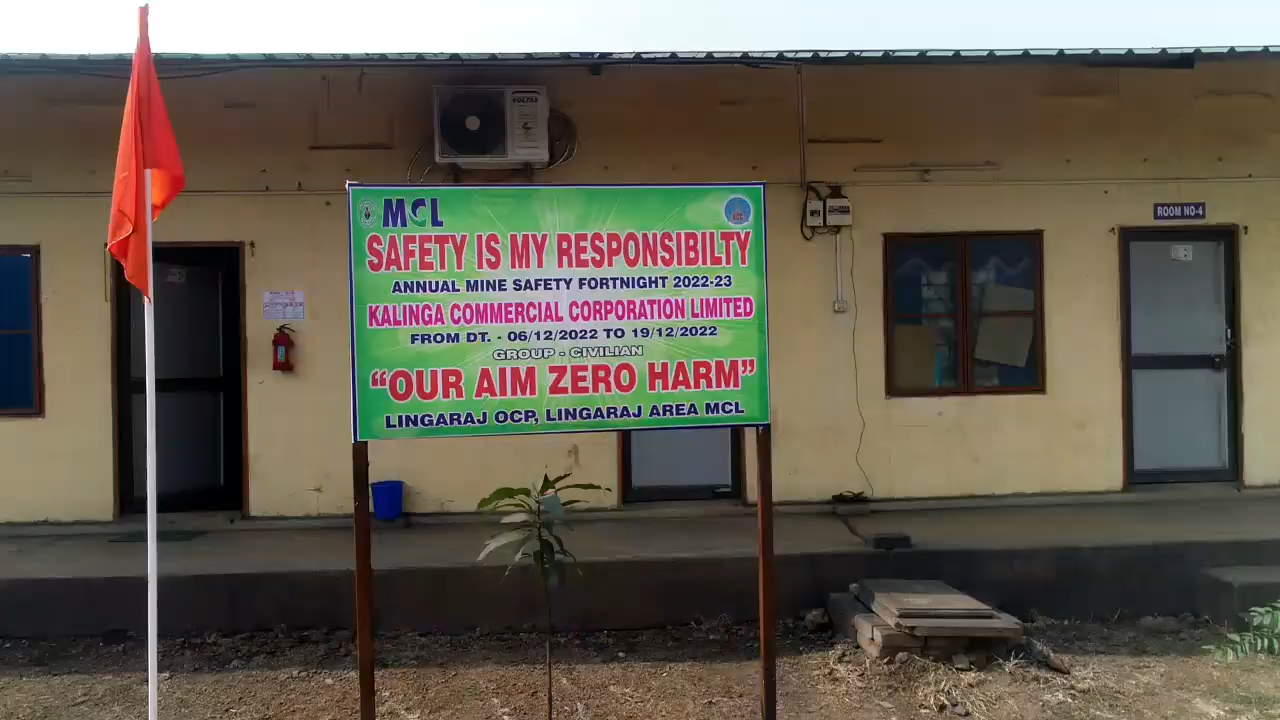 VOLTAS
MCL
SAFETY IS MY RESPONSIBILTY
ANNUAL MINE SAFETY FORTNIGHT 2022-23
KALINGA COMMERCIAL CORPORATION LIMITED
FROM DT. - 06/12/2022 TO 19/12/2022
GROUP - CIVILIAN
“OUR AIM ZERO HARM”
LINGARAJ OCP, LINGARAJ AREA MCL
ROOM NO-4